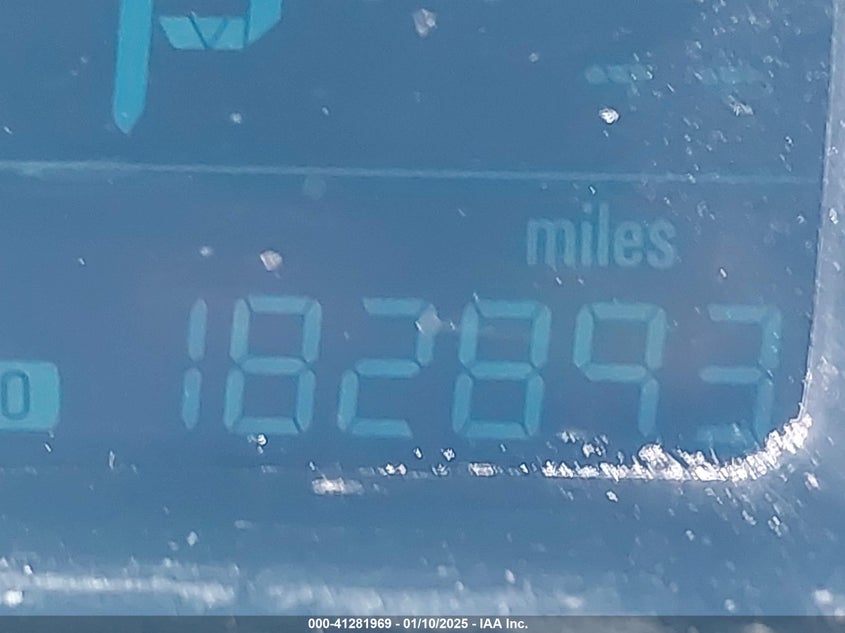 P
--
miles
O 182893
000-41281969 - 01/10/2025 - IAA Inc.